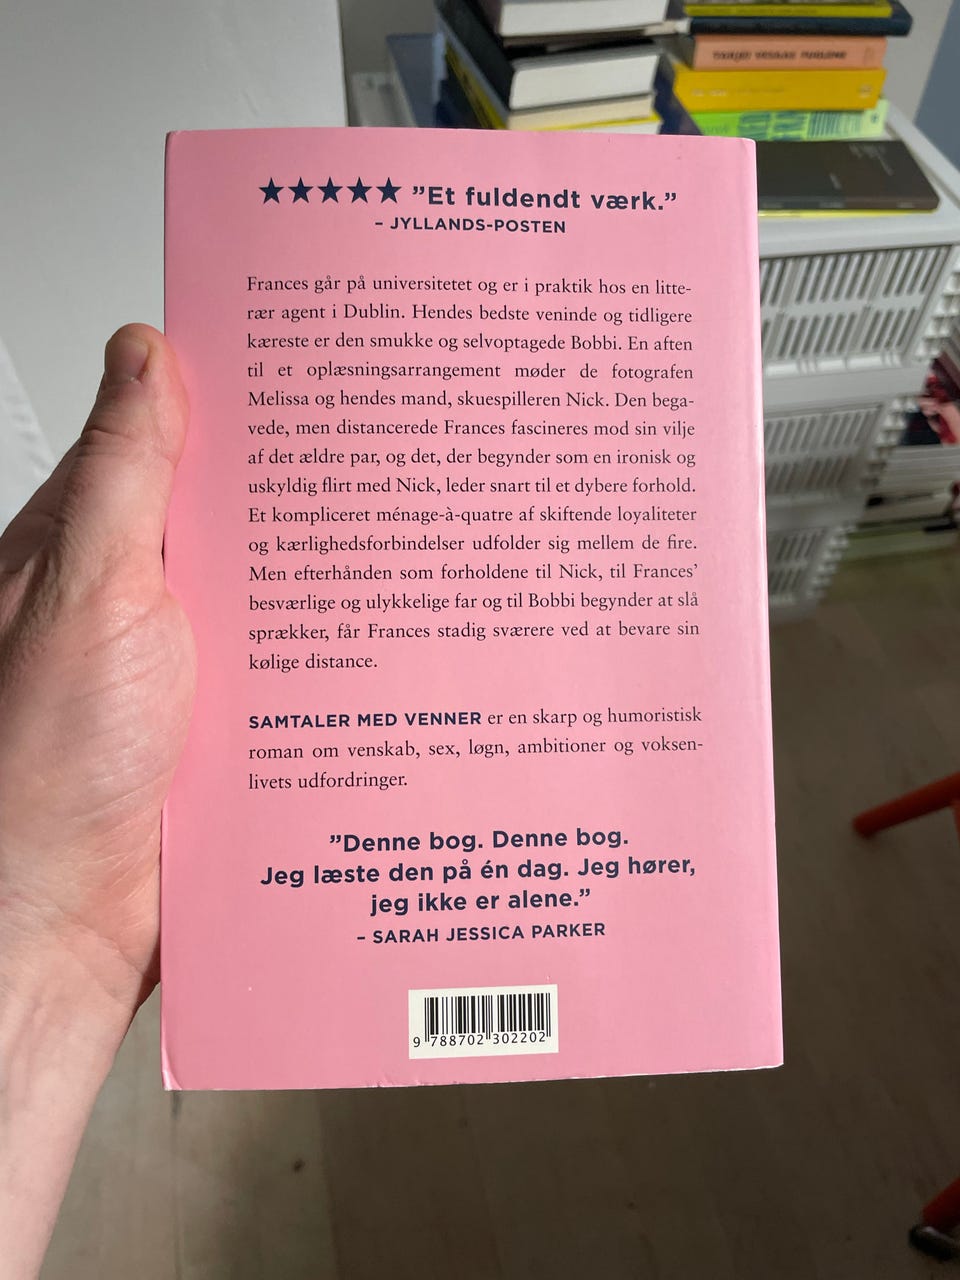 TARJEI VESAAS FUGLENE
★★★★★ ”Et fuldendt værk.”
– JYLLANDS-POSTEN
Frances går på universitetet og er i praktik hos en litte-
rær agent i Dublin. Hendes bedste veninde og tidligere
kæreste er den smukke og selvoptagede Bobbi. En aften
til et oplæsningsarrangement møder de fotografen
Melissa og hendes mand, skuespilleren Nick. Den bega-
vede, men distancerede Frances fascineres mod sin vilje
af det ældre par, og det, der begynder som en ironisk og
uskyldig flirt med Nick, leder snart til et dybere forhold.
Et kompliceret ménage-à-quatre af skiftende loyaliteter
og kærlighedsforbindelser udfolder sig mellem de fire.
Men efterhånden som forholdene til Nick, til Frances’
besværlige og ulykkelige far og til Bobbi begynder at slå
sprækker, får Frances stadig sværere ved at bevare sin
kølige distance.
SAMTALER MED VENNER er en skarp og humoristisk
roman om venskab, sex, løgn, ambitioner og voksen-
livets udfordringer.
”Denne bog. Denne bog.
Jeg læste den på én dag. Jeg hører,
jeg ikke er alene.”
– SARAH JESSICA PARKER
9 788702 302202